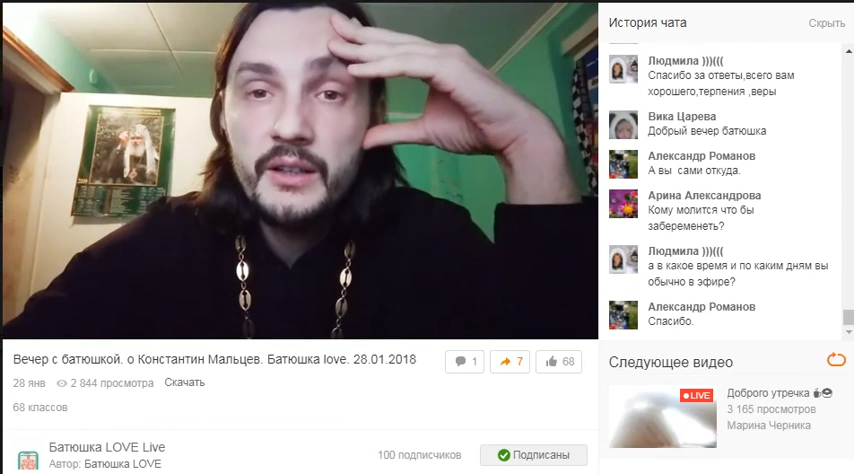 История чата
Скрыть
Людмила )))(((
Спасибо за ответы,всего вам
хорошего,терпения ,веры
Вика Царева
Добрый вечер батюшка
Александр Романов
А вы сами откуда.
Арина Александрова
Кому молится что бы
забеременеть?
Людмила )))(((
а в какое время и по каким дням вы
обычно в эфире?
Александр Романов
Спасибо.
Вечер с батюшкой. о Константин Мальцев. Батюшка love. 28.01.2018
1
7
68
28 янв
2 844 просмотра
Скачать
68 классов
Батюшка LOVE Live
Автор: Батюшка LOVE
100 подписчиков
Подписаны
Следующее видео
LIVE
Доброго утречка
3 165 просмотров
Марина Черника